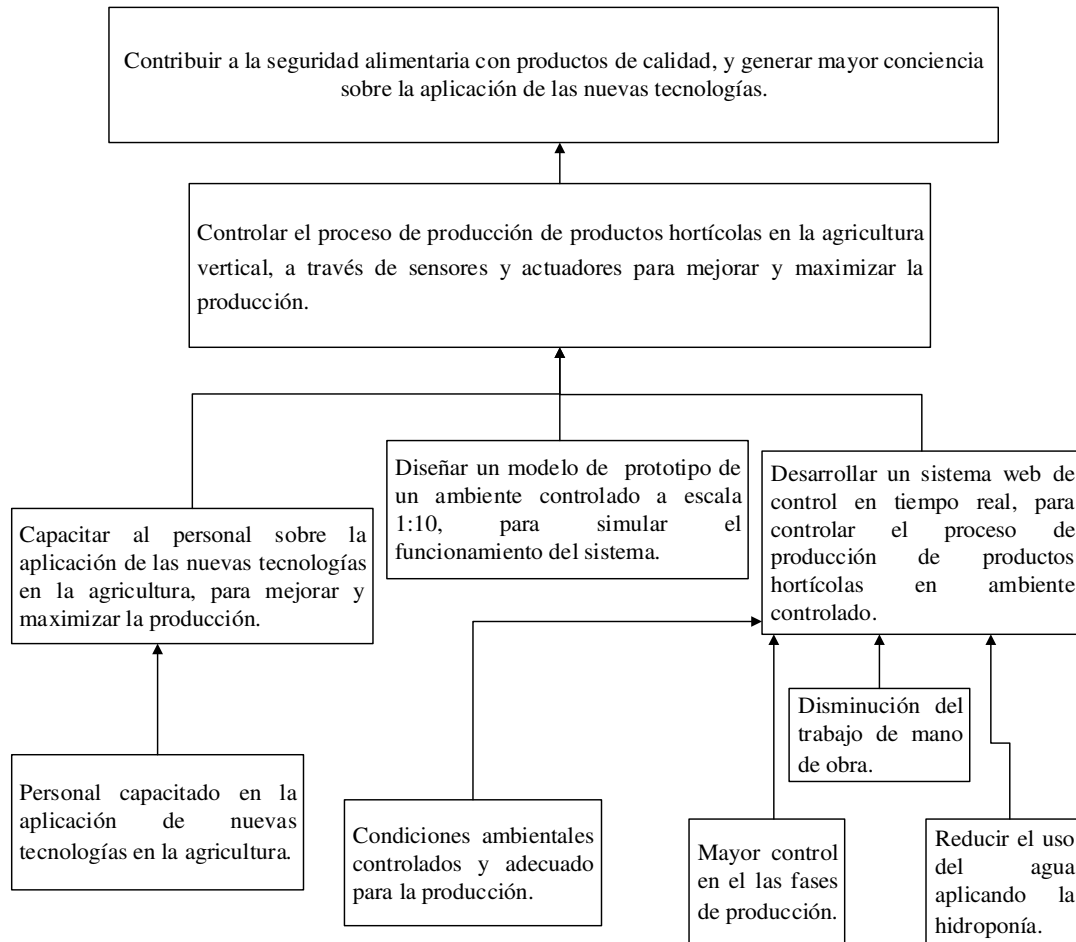 Contribuir a la seguridad alimentaria con productos de calidad, y generar mayor conciencia
sobre la aplicación de las nuevas tecnologías.
Controlar el proceso de producción de productos hortícolas en la agricultura
vertical, a través de sensores y actuadores para mejorar y maximizar la
producción.
Capacitar al personal sobre la
aplicación de las nuevas tecnologías
en la agricultura, para mejorar y
maximizar la producción.
Diseñar un modelo de prototipo de
un ambiente controlado a escala
1:10, para simular el
funcionamiento del sistema.
Desarrollar un sistema web de
control en tiempo real, para
controlar el proceso de
producción de productos
hortícolas en ambiente
controlado.
Personal capacitado en la
aplicación de nuevas
tecnologías en la agricultura.
Condiciones ambientales
controlados y adecuado
para la producción.
Mayor control
en el las fases
de producción.
Disminución del
trabajo de mano
de obra.
Reducir el uso
del agua
aplicando la
hidroponía.